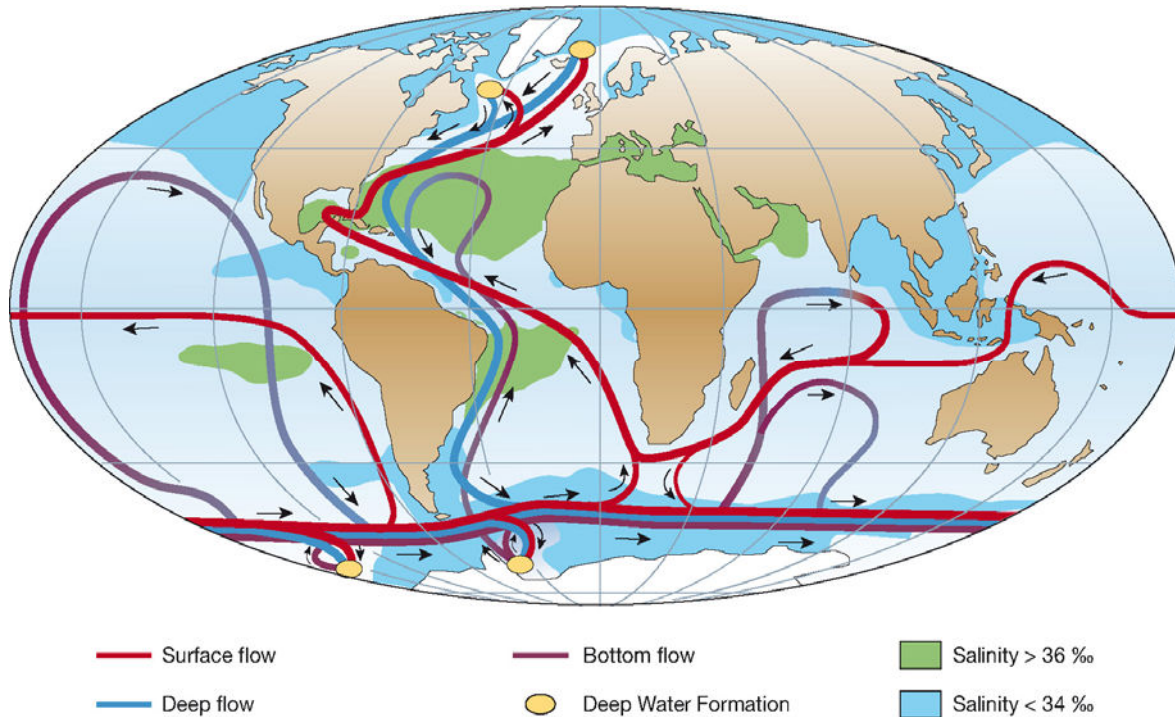 Surface flow
Bottom flow
Salinity > 36 ‰
Deep flow
Deep Water Formation
Salinity < 34 ‰